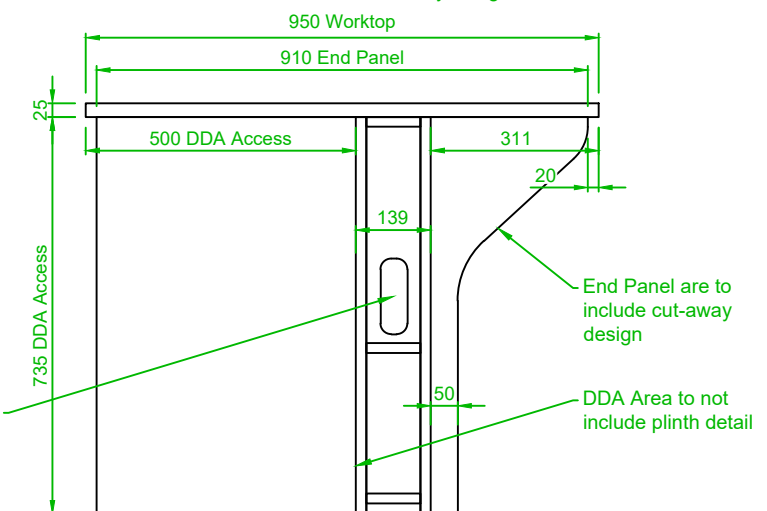 950 Worktop
910 End Panel
25
500 DDA Access
311
20
139
735 DDA Access
End Panel are to
include cut-away
design
50
DDA Area to not
include plinth detail